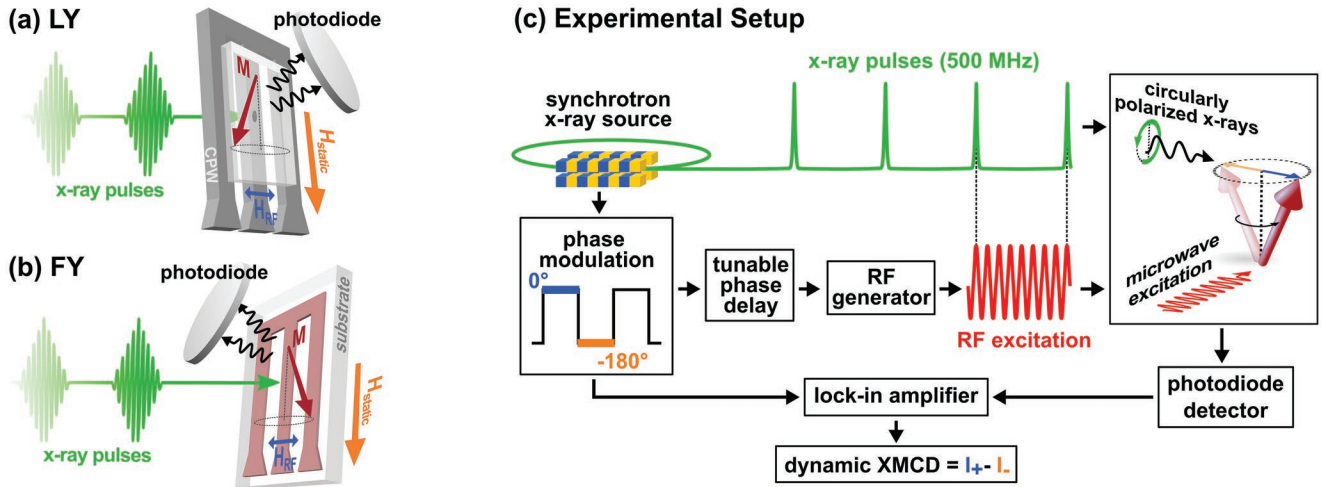 (a) LY
photodiode
M
CPW
H_static
H_RF
x-ray pulses
(b) FY
photodiode
substrate
M
H_static
H_RF
x-ray pulses
(c) Experimental Setup
x-ray pulses (500 MHz)
synchrotron
x-ray source
circularly
polarized x-rays
phase
modulation
0°
-180°
tunable
phase
delay
RF
generator
RF excitation
microwave
excitation
lock-in amplifier
photodiode
detector
dynamic XMCD = I+- I-